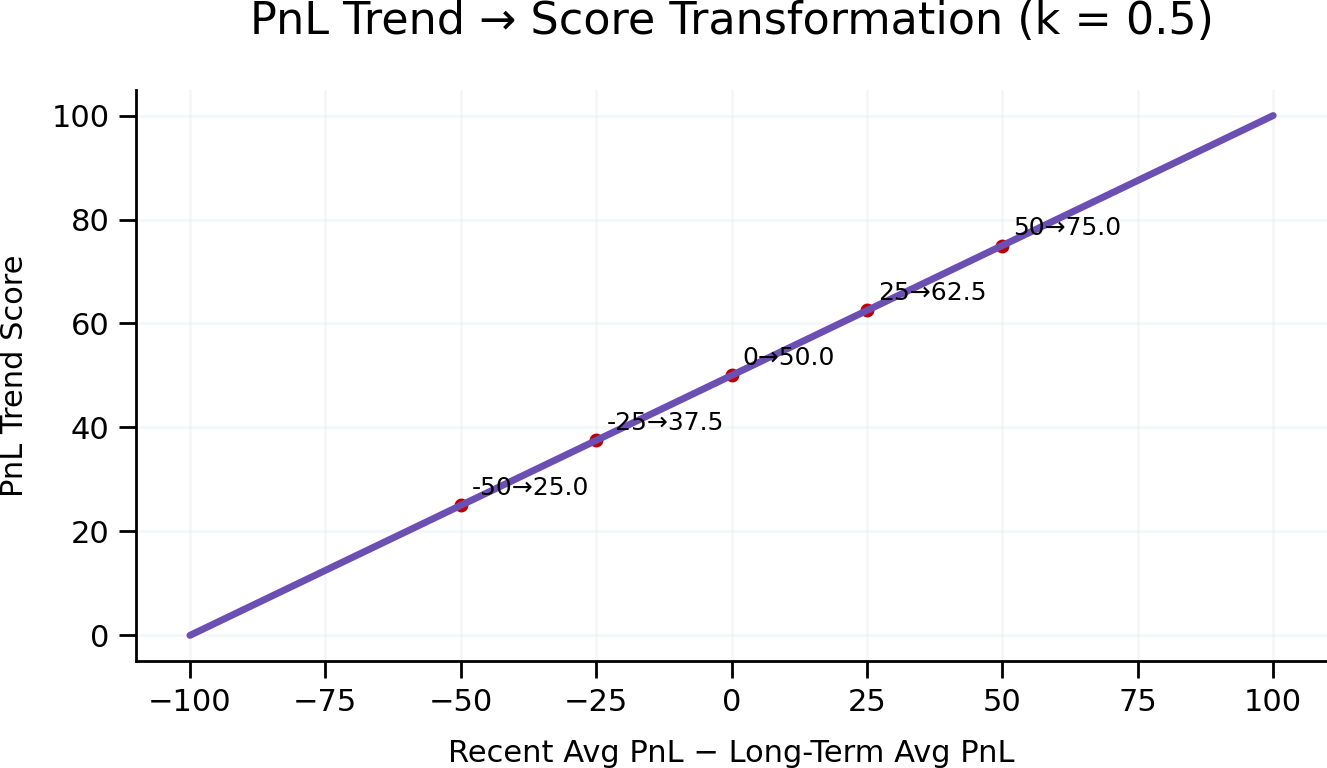 PnL Trend → Score Transformation (k = 0.5)
PnL Trend Score
100
80
60
40
20
0
50→75.0
25→62.5
0→50.0
-25→37.5
-50→25.0
−100 −75 −50 −25 0 25 50 75 100
Recent Avg PnL − Long-Term Avg PnL